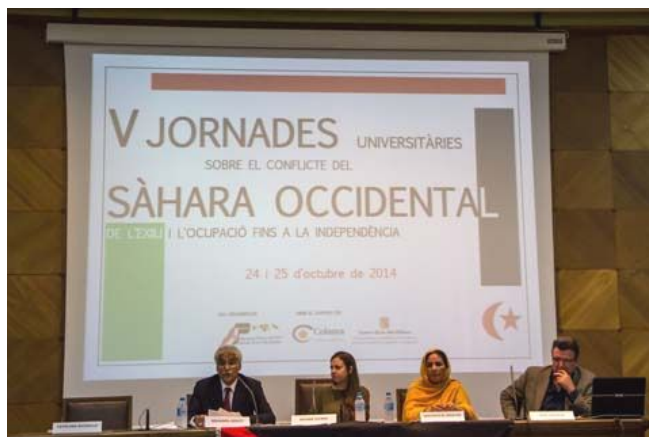 V JORNADES UNIVERSITÀRIES
SOBRE EL CONFLICTE DEL
SÀHARA OCCIDENTAL
DE L'EXILI I L'OCUPACIÓ FINS A LA INDEPENDÈNCIA
24 i 25 d'octubre de 2014